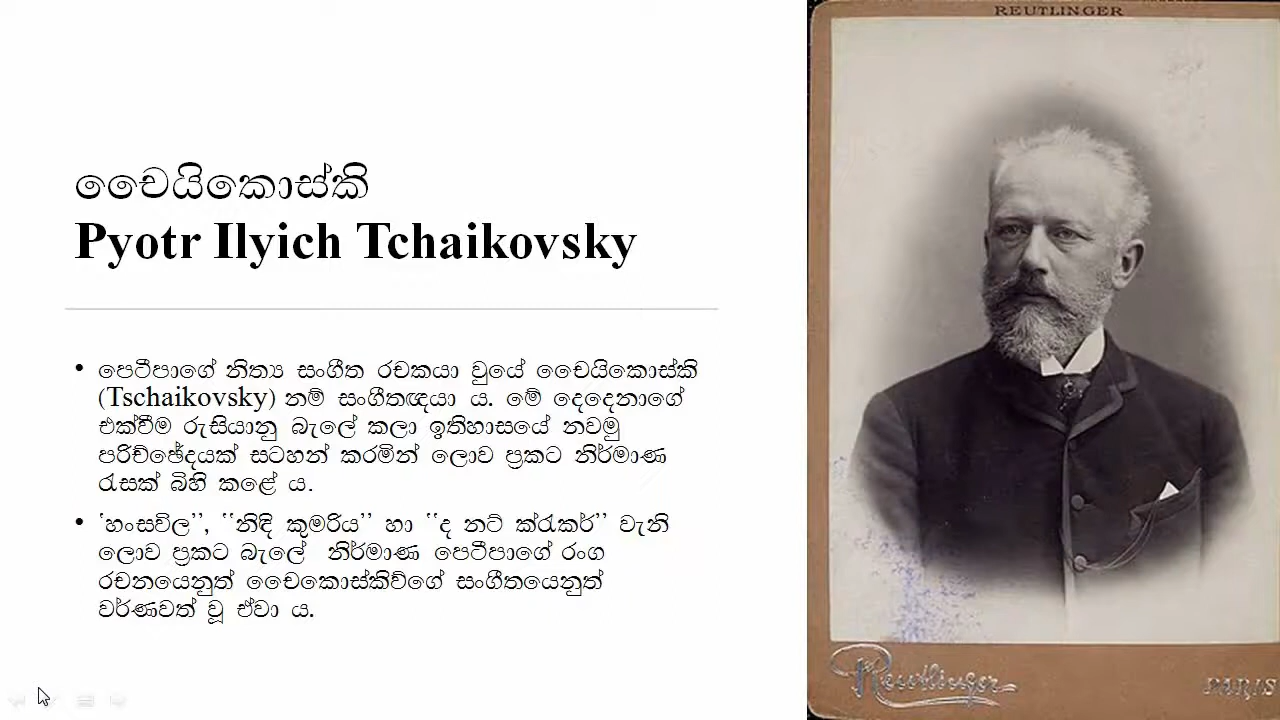 චෛයිකොස්කි
Pyotr Ilyich Tchaikovsky
• පෙටීපාගේ නිත්‍ය සංගීත රචකයා වුයේ චෛයිකොස්කි
(Tschaikovsky) නම් සංගීතඥයා ය. මේ දෙදෙනාගේ
එක්වීම රුසියානු බැලේ කලා ඉතිහාසයේ නවමු
පරිච්ඡේදයක් සටහන් කරමින් ලොව ප්‍රකට නිර්මාණ
රැසක් බිහි කළේ ය.
• ‘හංසවිල’’, ‘‘නිඳි කුමරිය’’ හා ‘‘ද නට් ක්රැකර්’’ වැනි
ලොව ප්‍රකට බැලේ නිර්මාණ පෙටීපාගේ රංග
රචනයෙනුත් චෛකොස්කිව්ගේ සංගීතයෙනුත්
වර්ණවත් වූ ඒවා ය.
REUTLINGER
Reutlinger
PARIS